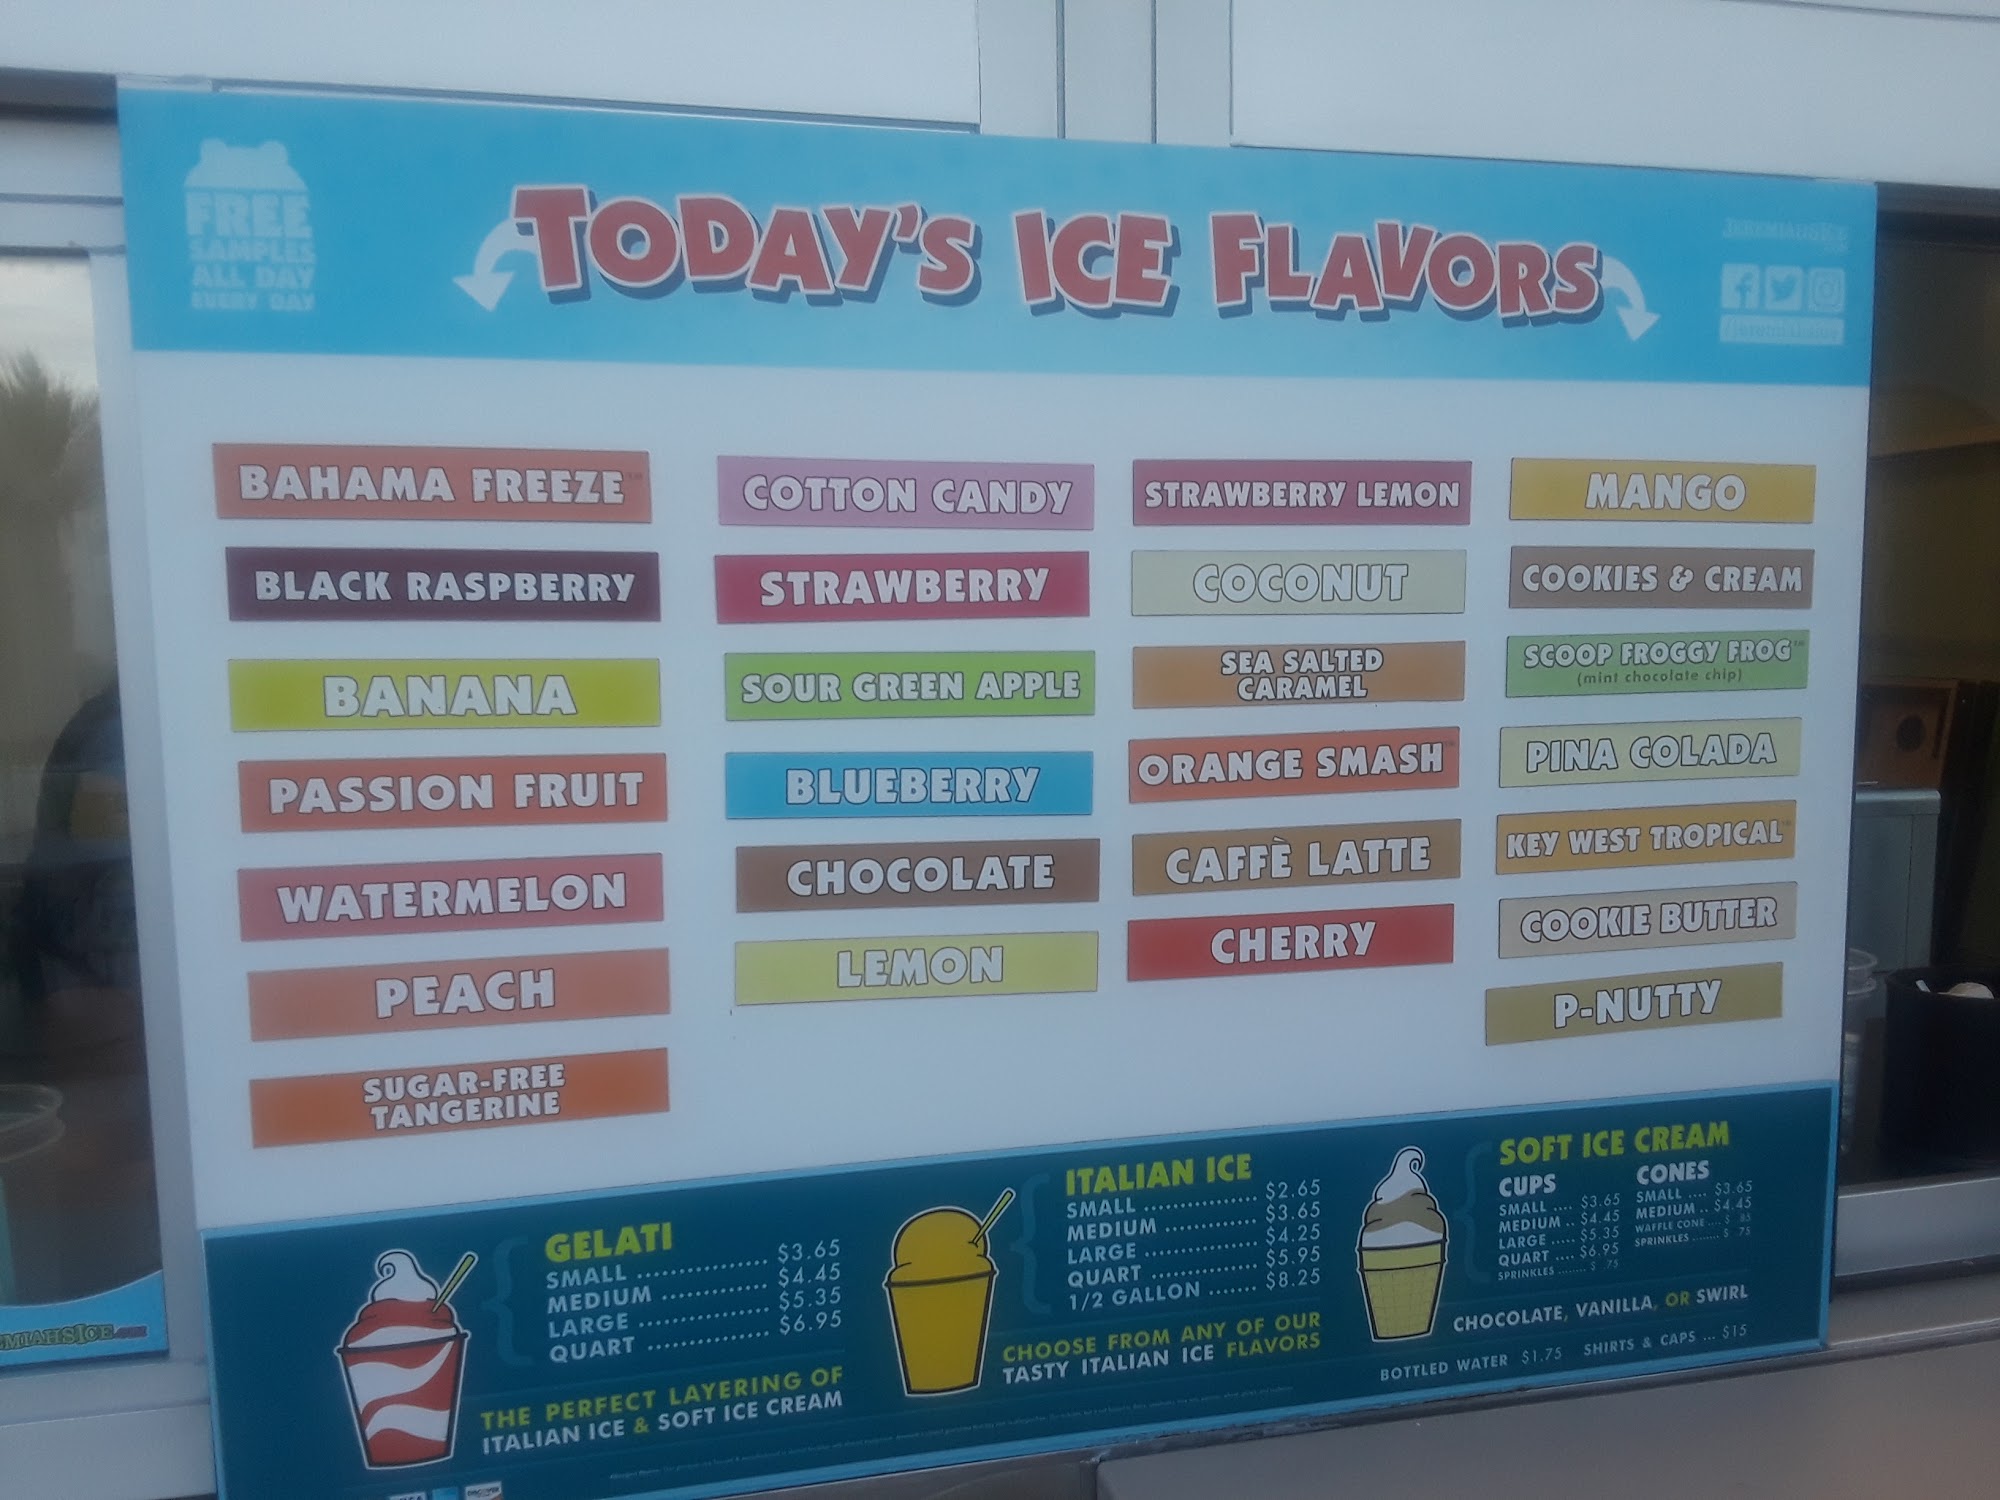 FREE
SAMPLES
ALL DAY
EVERY DAY
TODAY'S ICE FLAVORS
BAHAMA FREEZE™
BLACK RASPBERRY
BANANA
PASSION FRUIT
WATERMELON
PEACH
SUGAR-FREE
TANGERINE
COTTON CANDY
STRAWBERRY
SOUR GREEN APPLE
BLUEBERRY
CHOCOLATE
LEMON
STRAWBERRY LEMON
COCONUT
SEA SALTED
CARAMEL
ORANGE SMASH™
CAFFÈ LATTE
CHERRY
MANGO
COOKIES & CREAM
SCOOP FROGGY FROG™
(mint chocolate chip)
PINA COLADA
KEY WEST TROPICAL™
COOKIE BUTTER
P-NUTTY
GELATI
SMALL ................ $3.65
MEDIUM ............. $4.45
LARGE ................ $5.35
QUART ............... $6.95
THE PERFECT LAYERING OF
ITALIAN ICE & SOFT ICE CREAM
ITALIAN ICE
SMALL ............... $2.65
MEDIUM ............ $3.65
LARGE ............... $4.25
QUART .............. $5.95
1/2 GALLON ....... $8.25
CHOOSE FROM ANY OF OUR
TASTY ITALIAN ICE FLAVORS
SOFT ICE CREAM
CUPS
SMALL .... $3.65
MEDIUM .. $4.45
LARGE ..... $5.35
QUART .... $6.95
SPRINKLES ........ $ .75
CONES
SMALL .... $3.65
MEDIUM .. $4.45
WAFFLE CONE .... $ .85
SPRINKLES ........ $ .75
CHOCOLATE, VANILLA, OR SWIRL
BOTTLED WATER $1.75 SHIRTS & CAPS ... $15